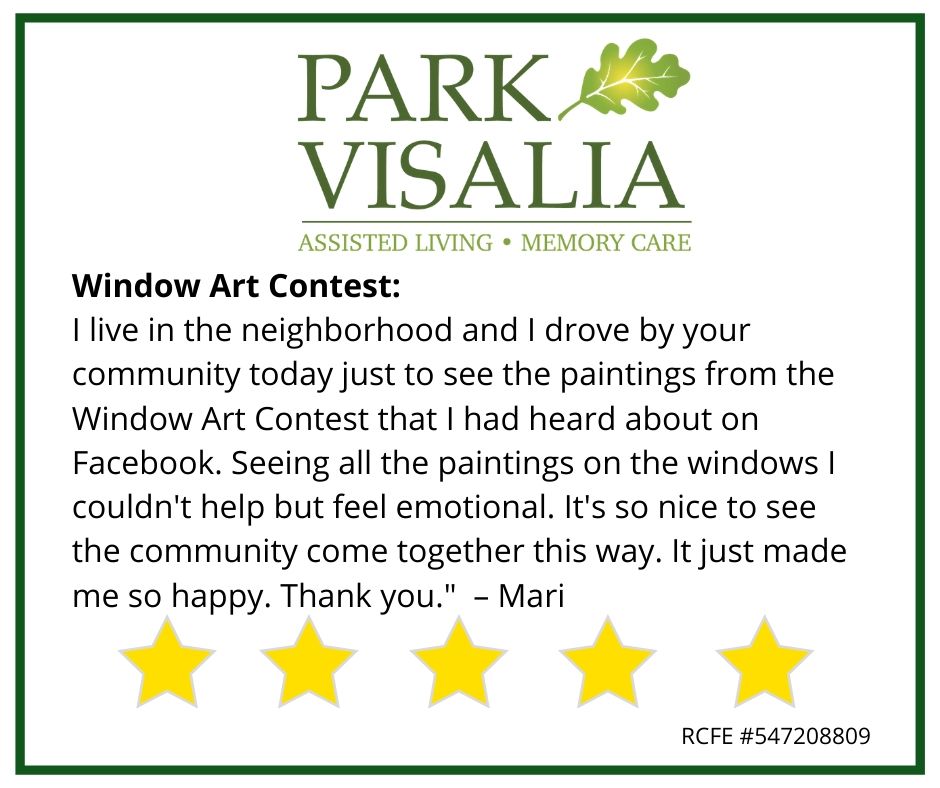 PARK
VISALIA
ASSISTED LIVING • MEMORY CARE
Window Art Contest:
I live in the neighborhood and I drove by your
community today just to see the paintings from the
Window Art Contest that I had heard about on
Facebook. Seeing all the paintings on the windows I
couldn't help but feel emotional. It's so nice to see
the community come together this way. It just made
me so happy. Thank you."  – Mari
RCFE #547208809